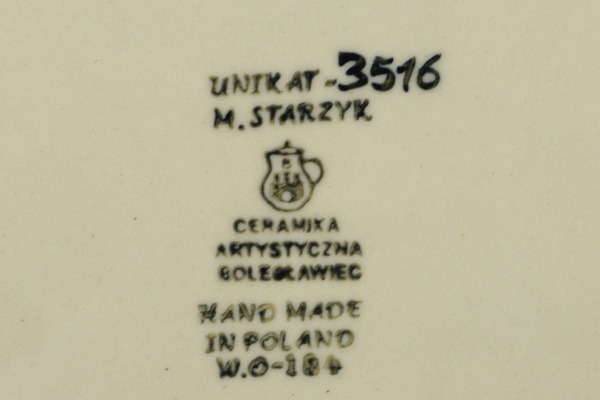 UNIKAT-3516
M. STARZYK
B
CERAMIKA
ARTYSTYCZNA
BOLESŁAWIEC
HAND MADE
IN POLAND
W.O-184